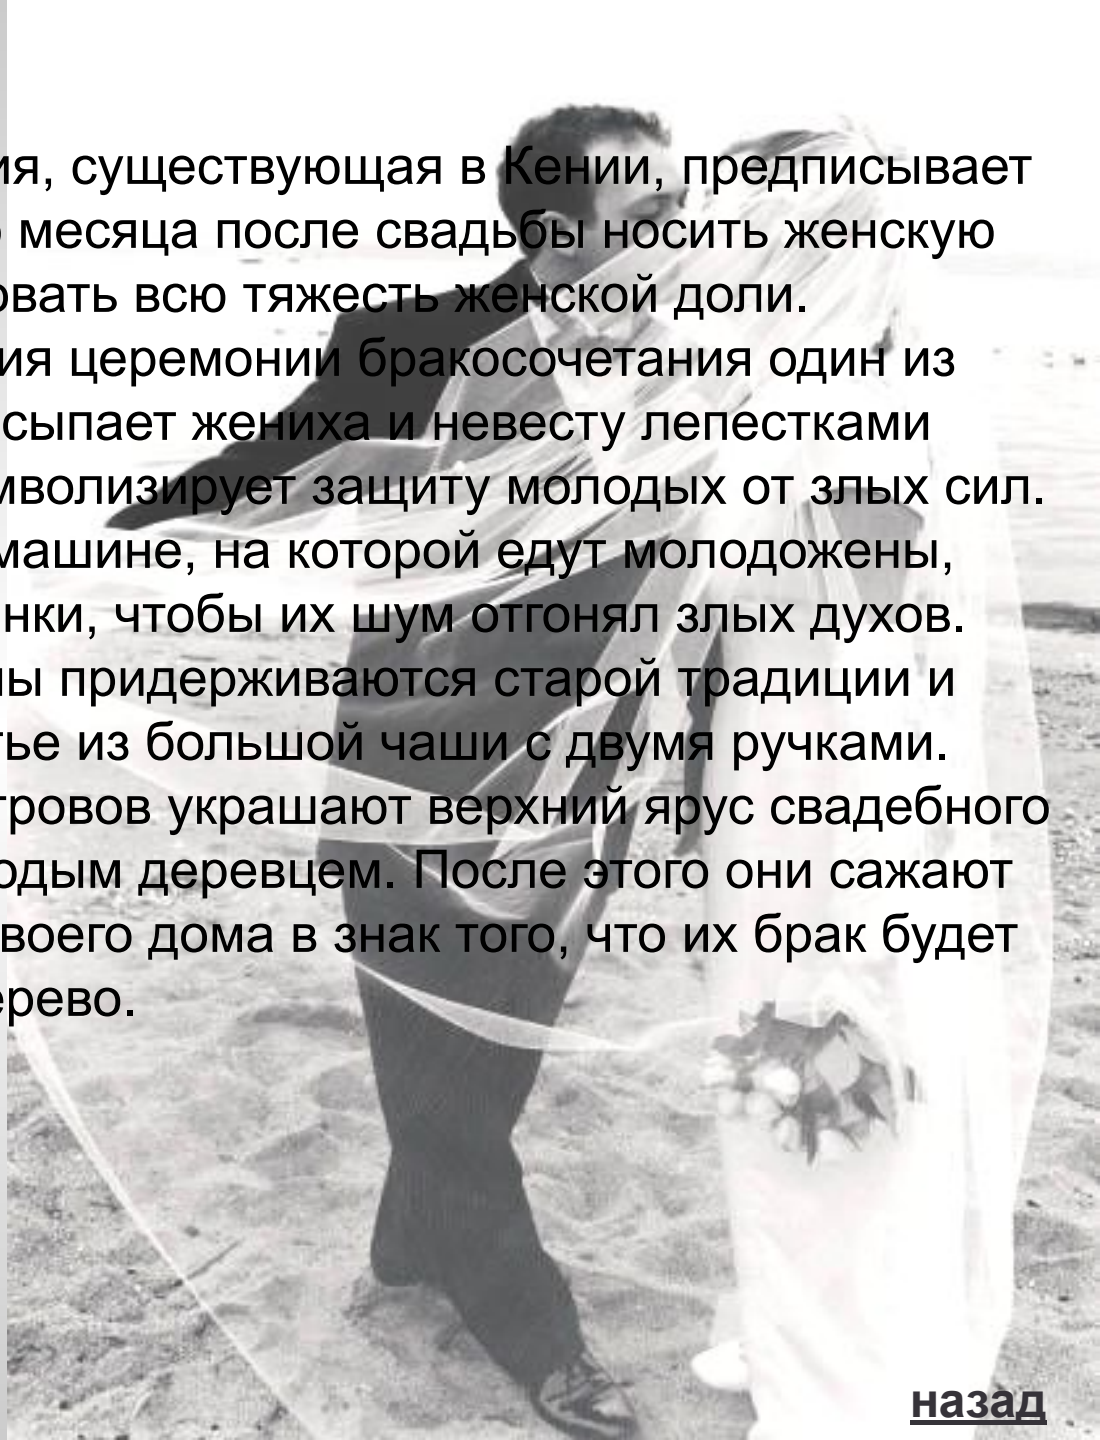 ия, существующая в Кении, предписывает
месяца после свадьбы носить женскую
овать всю тяжесть женской доли.
ия церемонии бракосочетания один из
сыпает жениха и невесту лепестками
мволизирует защиту молодых от злых сил.
машине, на которой едут молодожены,
нки, чтобы их шум отгонял злых духов.
ны придерживаются старой традиции и
тье из большой чаши с двумя ручками.
тровов украшают верхний ярус свадебного
одым деревцем. После этого они сажают
воего дома в знак того, что их брак будет
ерево.
назад